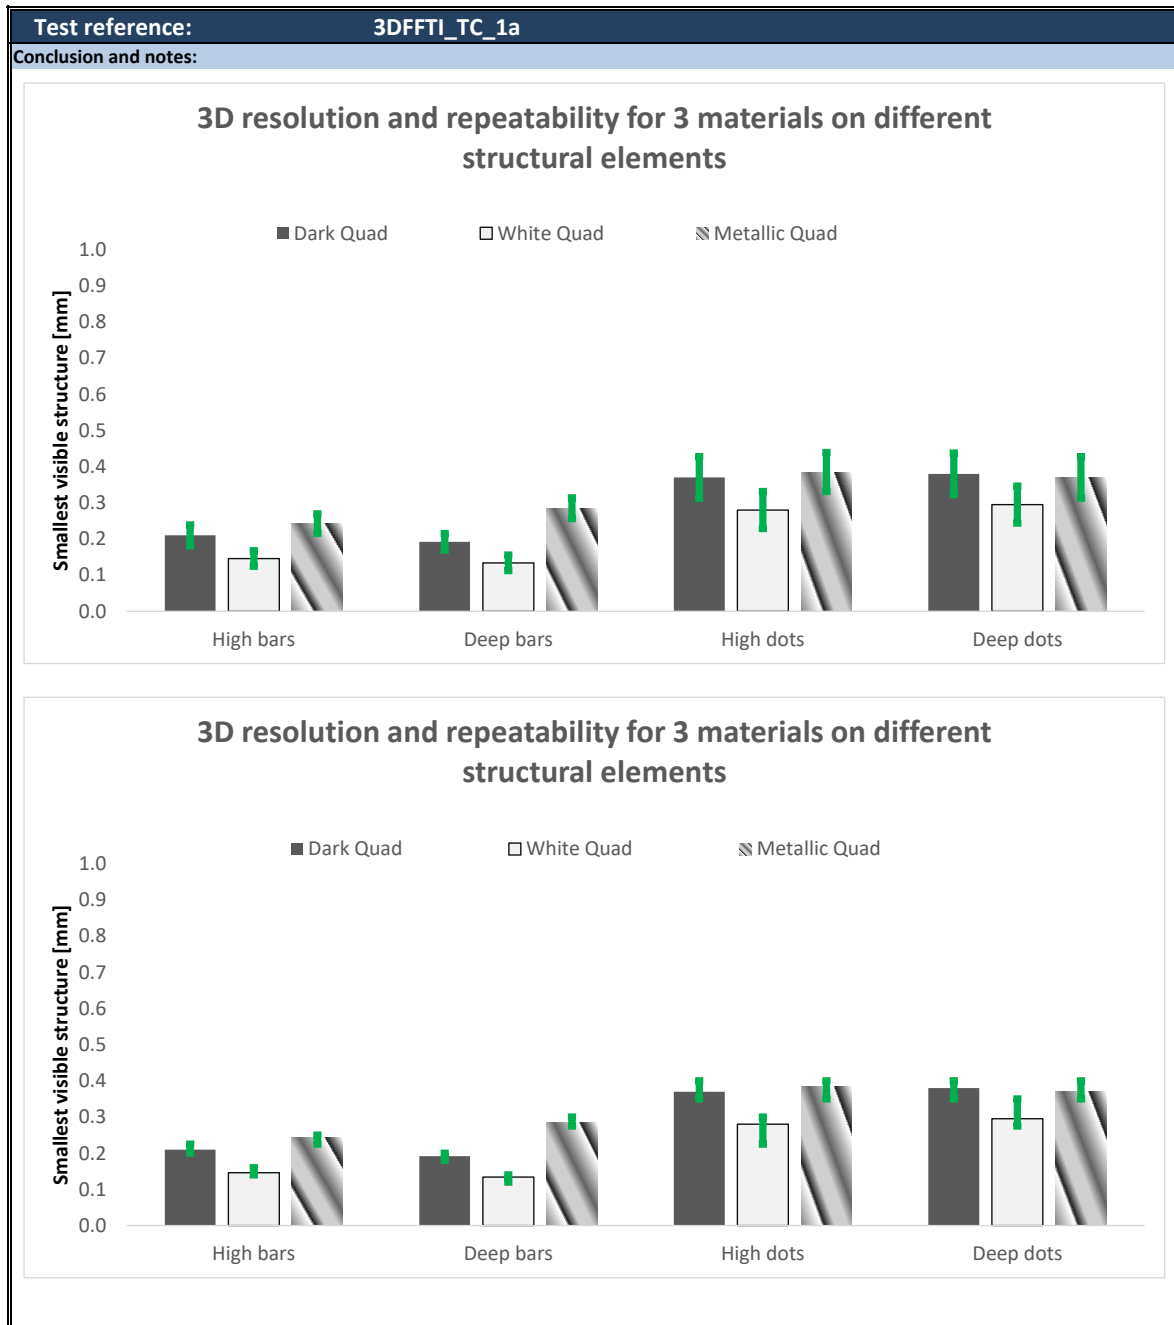 Test reference: 3DFFTI_TC_1a
Conclusion and notes:
3D resolution and repeatability for 3 materials on different
structural elements
Dark Quad White Quad Metallic Quad
Smallest visible structure [mm]
1.0
0.9
0.8
0.7
0.6
0.5
0.4
0.3
0.2
0.1
0.0
High bars Deep bars High dots Deep dots
3D resolution and repeatability for 3 materials on different
structural elements
Dark Quad White Quad Metallic Quad
Smallest visible structure [mm]
1.0
0.9
0.8
0.7
0.6
0.5
0.4
0.3
0.2
0.1
0.0
High bars Deep bars High dots Deep dots